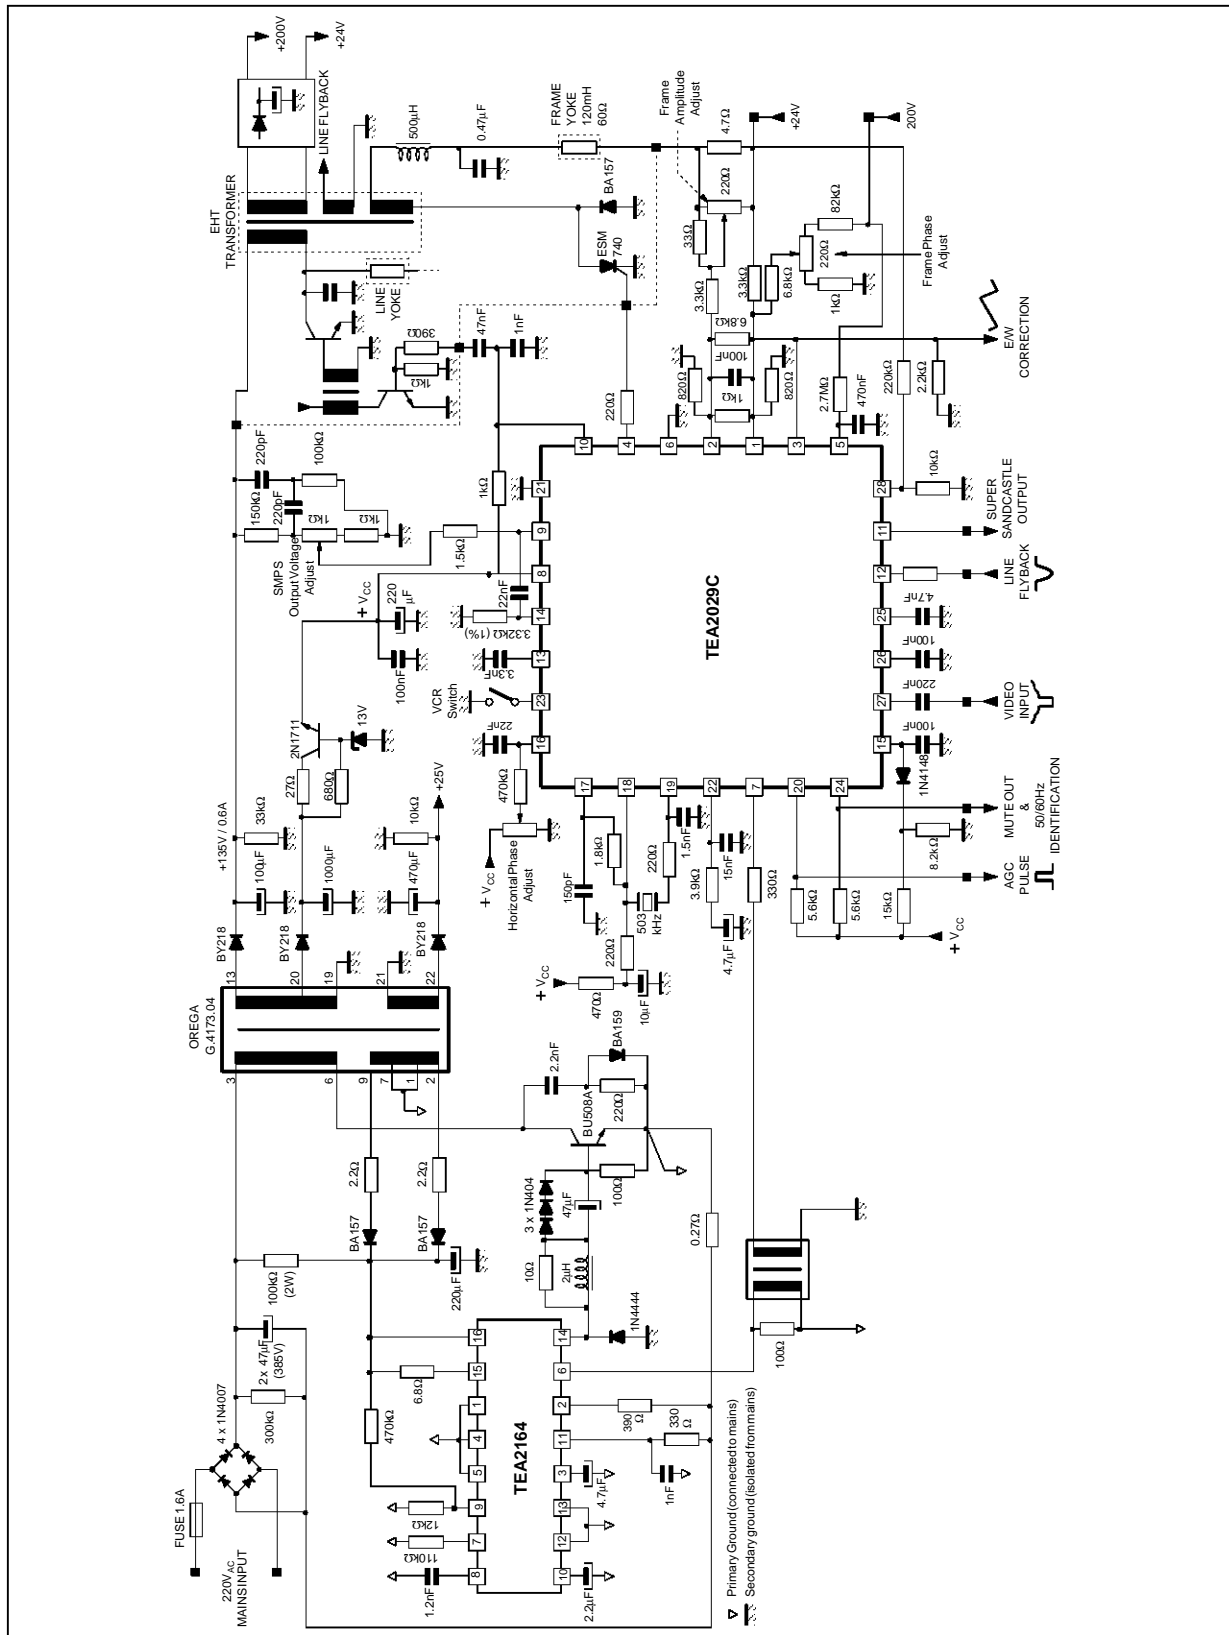 +200V
+24V
LINE FLYBACK
EHT
TRANSFORMER
500µH
0.47µF
FRAME
YOKE
120mH
60Ω
Frame
Amplitude
Adjust
4.7Ω
+24V
200V
BA157
ESM
740
220Ω
33Ω
3.3kΩ
3.3kΩ
6.8kΩ
82kΩ
220Ω
1kΩ
Frame Phase
Adjust
LINE
YOKE
390Ω
1kΩ
47nF
1nF
220Ω
820Ω
6.8kΩ
100nF
1kΩ
820Ω
2.7MΩ
470nF
220kΩ
2.2kΩ
E/W
CORRECTION
220pF
100kΩ
150kΩ
220pF
1kΩ
1kΩ
SMPS
Output Voltage
Adjust
1.5kΩ
1kΩ
10
4
6
2
1
3
5
21
9
8
14
13
23
16
TEA2029C
28
11
12
25
26
27
15
17
18
19
22
7
20
24
10kΩ
SUPER
SANDCASTLE
OUTPUT
LINE
FLYBACK
4.7nF
100nF
220nF
VIDEO
INPUT
100nF
+ VCC
220
µF
100nF
22nF
3.32kΩ (1%)
3.3nF
VCR
Switch
22nF
470kΩ
+ VCC
Horizontal Phase
Adjust
2N1711
13V
27Ω
680Ω
+135V / 0.6A
33kΩ
100µF
1000µF
10kΩ
470µF
+25V
BY218
BY218
BY218
13
20
19
21
22
OREGA
G.4173.04
3
6
9
7
1
2
150pF
1.8kΩ
503
kHz
220Ω
1.5nF
220Ω
470Ω
10µF
+ VCC
3.9kΩ
15nF
4.7µF
330Ω
5.6kΩ
5.6kΩ
15kΩ
+ VCC
1N4148
8.2kΩ
MUTE OUT
&
50/60Hz
IDENTIFICATION
AGC
PULSE
2.2nF
BA159
220Ω
BU508A
100Ω
47µF
3 x 1N404
10Ω
2µH
1N4444
0.27Ω
100Ω
2.2Ω
2.2Ω
BA157
BA157
220µF
100kΩ
(2W)
2 x 47µF
(385V)
300kΩ
4 x 1N4007
FUSE 1.6A
220VAC
MAINS INPUT
470kΩ
6.8Ω
16
15
1
4
5
9
7
8
TEA2164
14
6
2
11
3
13
12
10
12kΩ
110kΩ
1.2nF
390
Ω
330
Ω
1nF
4.7µF
2.2µF
Primary Ground (connected to mains)
Secondary ground (isolated from mains)